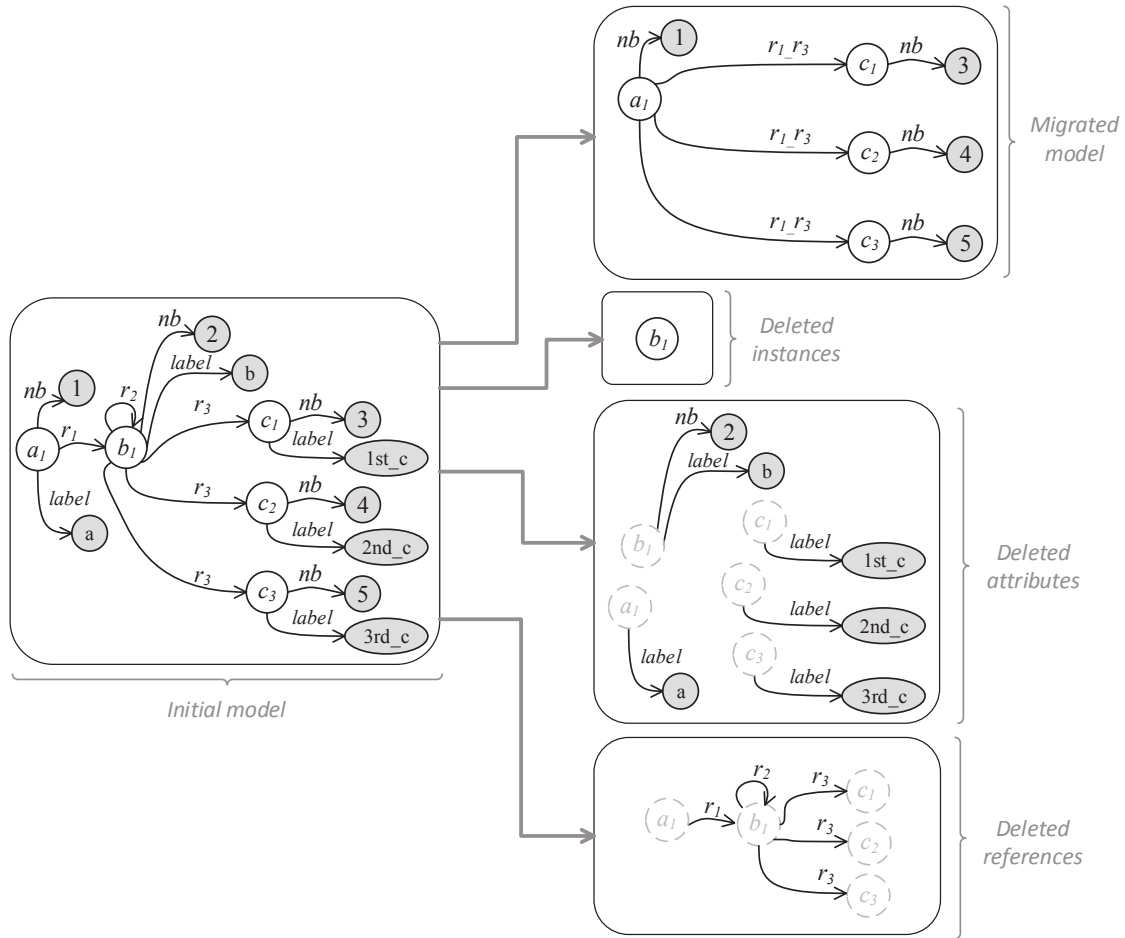 nb
1
r1_r3
c1
nb
3
a1
r1_r3
c2
nb
4
r1_r3
c3
nb
5
Migrated
model
b1
Deleted
instances
nb
2
label
b
nb
1
r2
r3
c1
nb
3
a1
r1
b1
label
1st_c
label
a
r3
c2
nb
4
label
2nd_c
r3
c3
nb
5
label
3rd_c
Initial model
nb
2
label
b
b1
c1
label
1st_c
a1
c2
label
2nd_c
label
a
c3
label
3rd_c
Deleted
attributes
r2
a1
r1
b1
r3
c1
r3
c2
r3
c3
Deleted
references